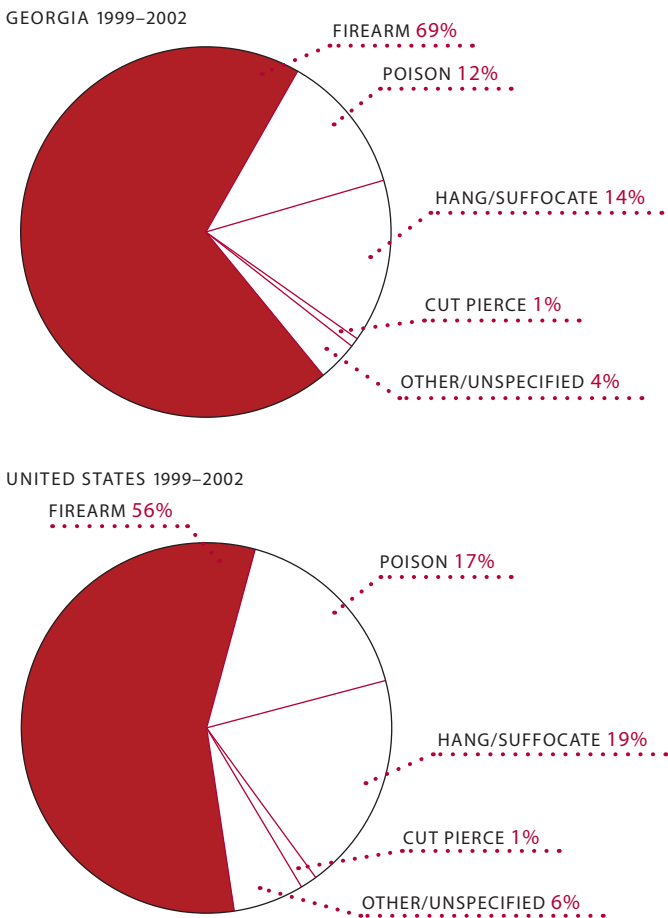 GEORGIA 1999–2002
FIREARM 69%
POISON 12%
HANG/SUFFOCATE 14%
CUT PIERCE 1%
OTHER/UNSPECIFIED 4%
UNITED STATES 1999–2002
FIREARM 56%
POISON 17%
HANG/SUFFOCATE 19%
CUT PIERCE 1%
OTHER/UNSPECIFIED 6%